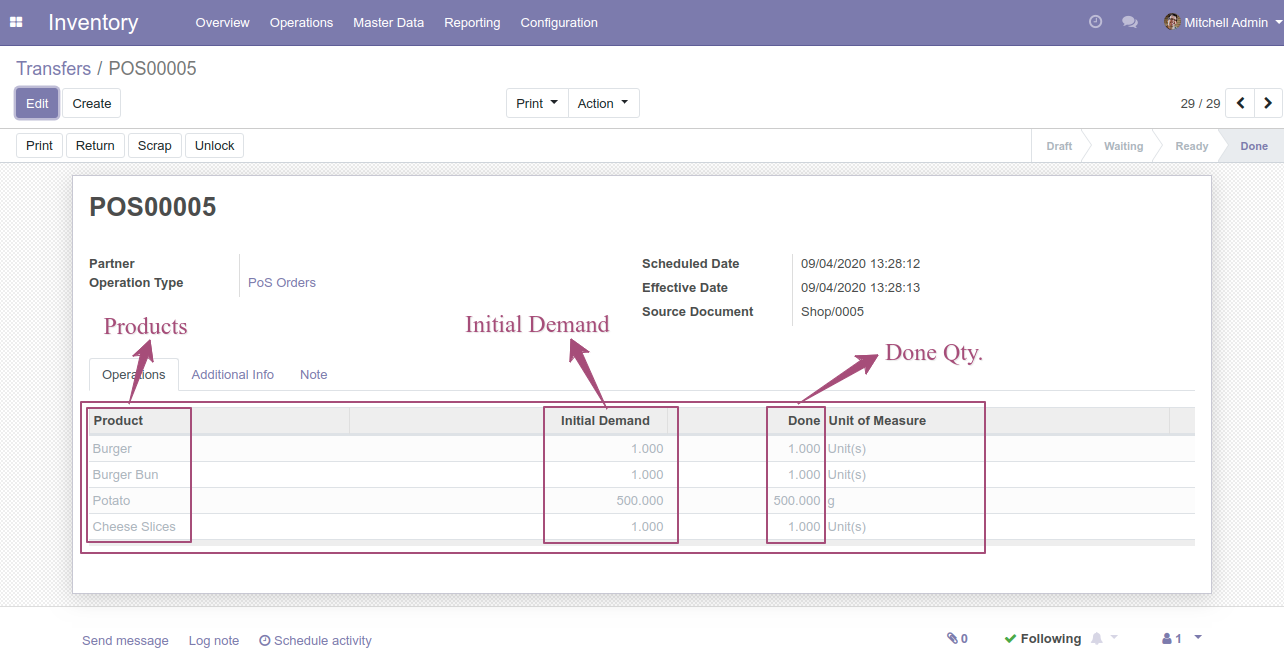 Inventory Overview Operations Master Data Reporting Configuration Mitchell Admin
Transfers / POS00005
Edit Create Print Action 29 / 29
Print Return Scrap Unlock Draft Waiting Ready Done
POS00005
Partner Scheduled Date 09/04/2020 13:28:12
Operation Type PoS Orders
Effective Date 09/04/2020 13:28:13
Source Document Shop/0005
Products Initial Demand
Done Qty.
Operations Additional Info Note
Product Initial Demand Done Unit of Measure
Burger 1.000 1.000 Unit(s)
Burger Bun 1.000 1.000 Unit(s)
Potato 500.000 500.000 g
Cheese Slices 1.000 1.000 Unit(s)
Send message Log note Schedule activity 0 Following 1